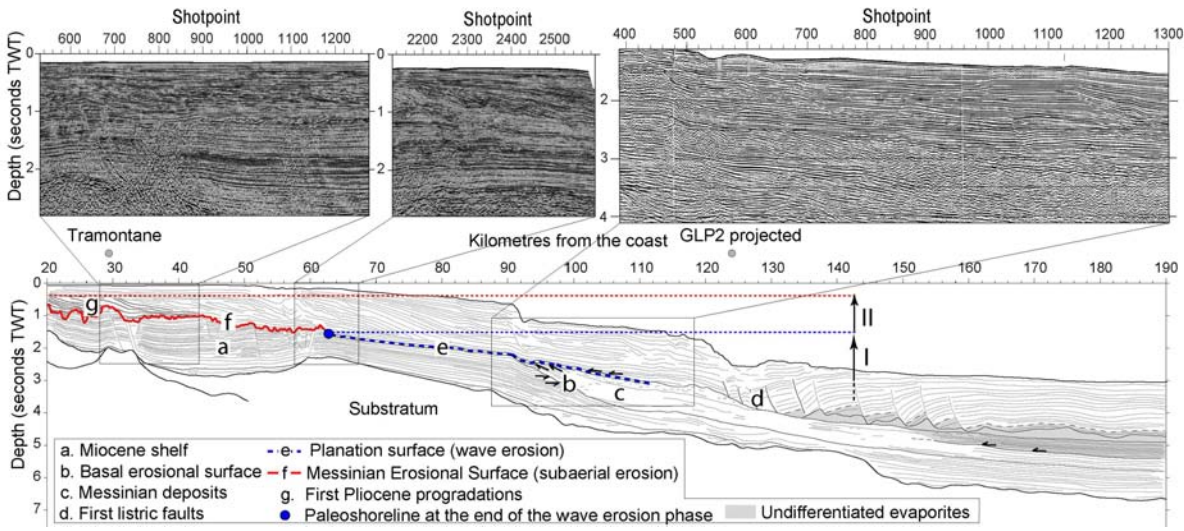 Shotpoint
Shotpoint
Shotpoint
600 700 800 900 1000 1100 1200
2200 2300 2400 2500
400 500 600 700 800 900 1000 1100 1200 1300
Depth (seconds TWT)
0
1
2
0
1
2
2
3
4
Tramontane
Kilometres from the coast
GLP2 projected
20 30 40 50 60 70 80 90 100 110 120 130 140 150 160 170 180 190
Depth (seconds TWT)
0
1
2
3
4
5
6
7
g
f
a
e
b
c
d
II
I
Substratum
a. Miocene shelf
b. Basal erosional surface
c. Messinian deposits
d. First listric faults
e Planation surface (wave erosion)
f Messinian Erosional Surface (subaerial erosion)
g. First Pliocene progradations
Paleoshoreline at the end of the wave erosion phase
Undifferentiated evaporites